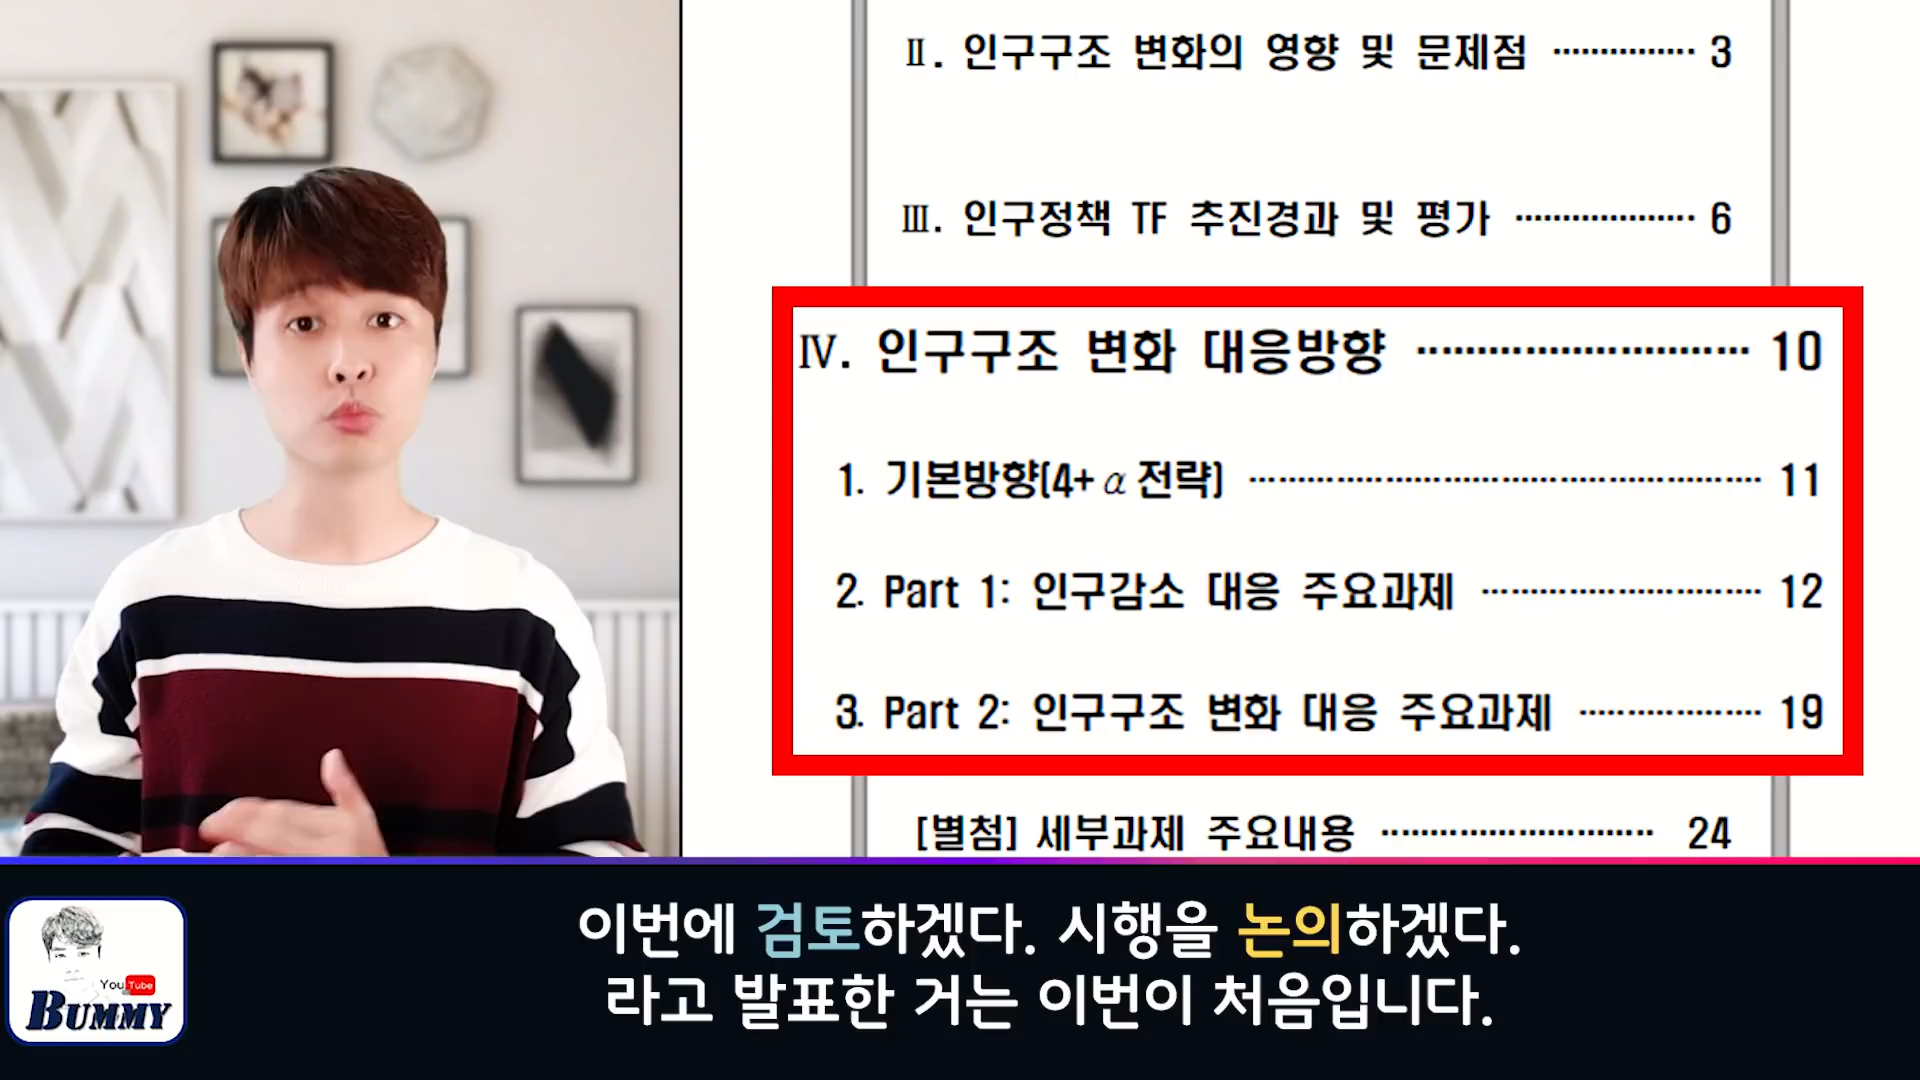 Ⅱ. 인구구조 변화의 영향 및 문제점 ··············· 3
Ⅲ. 인구정책 TF 추진경과 및 평가 ··················· 6
Ⅳ. 인구구조 변화 대응방향 ·························· 10
1. 기본방향(4+α전략) ·········································· 11
2. Part 1: 인구감소 대응 주요과제 ······················· 12
3. Part 2: 인구구조 변화 대응 주요과제 ··············· 19
[별첨] 세부과제 주요내용 ························ 24
이번에 검토하겠다. 시행을 논의하겠다.
라고 발표한 거는 이번이 처음입니다.
YouTube
BUMMY